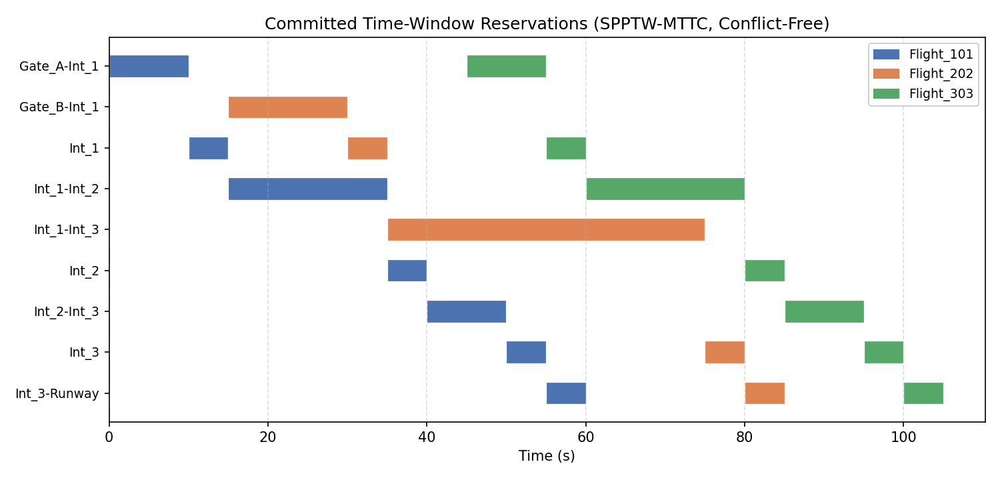 Committed Time-Window Reservations (SPPTW-MTTC, Conflict-Free)
Flight_101
Flight_202
Flight_303
Gate_A-Int_1
Gate_B-Int_1
Int_1
Int_1-Int_2
Int_1-Int_3
Int_2
Int_2-Int_3
Int_3
Int_3-Runway
0 20 40 60 80 100
Time (s)